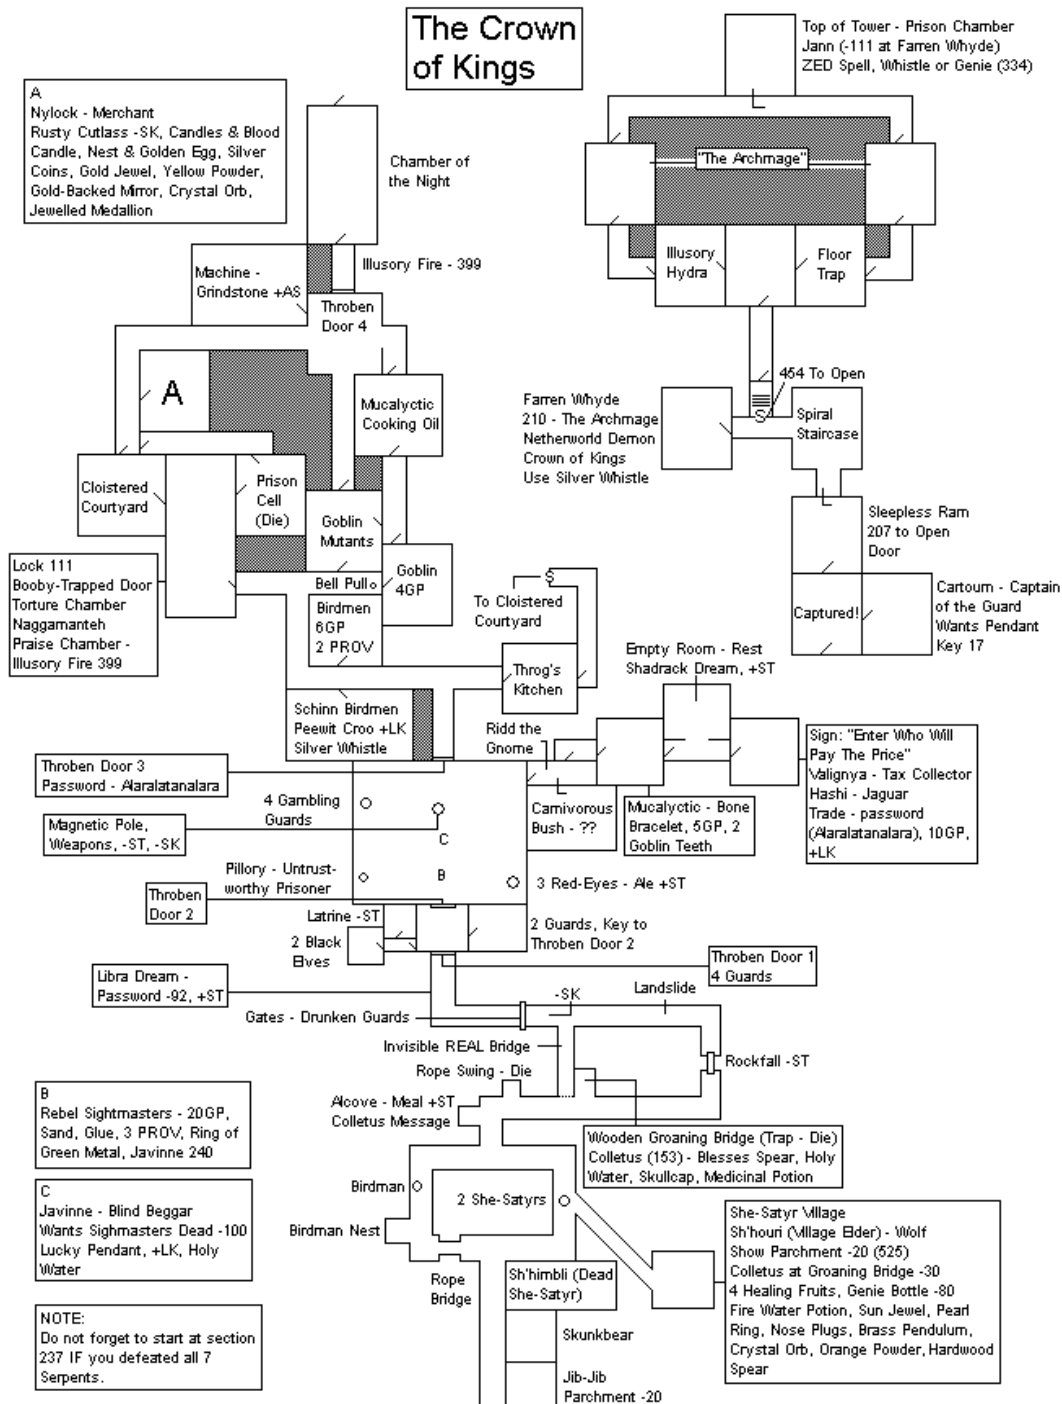 The Crown
of Kings
Top of Tower - Prison Chamber
Jann (-111 at Farren Whyde)
ZED Spell, Whistle or Genie (334)
A
Nylock - Merchant
Rusty Cutlass -SK, Candles & Blood
Candle, Nest & Golden Egg, Silver
Coins, Gold Jewel, Yellow Powder,
Gold-Backed Mirror, Crystal Orb,
Jewelled Medallion
Chamber of
the Night
"The Archmage"
Illusory
Hydra
Floor
Trap
Machine -
Grindstone +AS
Illusory Fire - 399
Throben
Door 4
A
Mucalyctic
Cooking Oil
454 To Open
S
Farren Whyde
210 - The Archmage
Netherworld Demon
Crown of Kings
Use Silver Whistle
Spiral
Staircase
Cloistered
Courtyard
Prison
Cell
(Die)
Goblin
Mutants
Sleepless Ram
207 to Open
Door
Lock 111
Booby-Trapped Door
Torture Chamber
Naggamanteh
Praise Chamber -
Illusory Fire 399
Bell Pull
Goblin
4GP
Birdmen
6GP
2 PROV
S
To Cloistered
Courtyard
Captured!
Cartoum - Captain
of the Guard
Wants Pendant
Key 17
Throg's
Kitchen
Empty Room - Rest
Shadrack Dream, +ST
Schinn Birdmen
Peewit Croo +LK
Silver Whistle
Ridd the
Gnome
Sign: "Enter Who Will
Pay The Price"
Valignya - Tax Collector
Hashi - Jaguar
Trade - password
(Alaralatanalara), 10GP,
+LK
Throben Door 3
Password - Alaralatanalara
4 Gambling
Guards
Carnivorous
Bush - ??
Mucalyctic - Bone
Bracelet, 5GP, 2
Goblin Teeth
Magnetic Pole,
Weapons, -ST, -SK
C
B
Pillory - Untrust-
worthy Prisoner
3 Red-Eyes - Ale +ST
Throben
Door 2
Latrine -ST
2 Black
Elves
2 Guards, Key to
Throben Door 2
Throben Door 1
4 Guards
Libra Dream -
Password -92, +ST
-SK
Landslide
Gates - Drunken Guards
Invisible REAL Bridge
Rope Swing - Die
Rockfall -ST
Alcove - Meal +ST
Colletus Message
B
Rebel Sightmasters - 20GP,
Sand, Glue, 3 PROV, Ring of
Green Metal, Javinne 240
Wooden Groaning Bridge (Trap - Die)
Colletus (153) - Blesses Spear, Holy
Water, Skullcap, Medicinal Potion
Birdman
2 She-Satyrs
C
Javinne - Blind Beggar
Wants Sighmasters Dead -100
Lucky Pendant, +LK, Holy
Water
Birdman Nest
She-Satyr Village
Sh'houri (Village Elder) - Wolf
Show Parchment -20 (525)
Colletus at Groaning Bridge -30
4 Healing Fruits, Genie Bottle -80
Fire Water Potion, Sun Jewel, Pearl
Ring, Nose Plugs, Brass Pendulum,
Crystal Orb, Orange Powder, Hardwood
Spear
Rope
Bridge
Sh'himbli (Dead
She-Satyr)
NOTE:
Do not forget to start at section
237 IF you defeated all 7
Serpents.
Skunkbear
Jib-Jib
Parchment -20